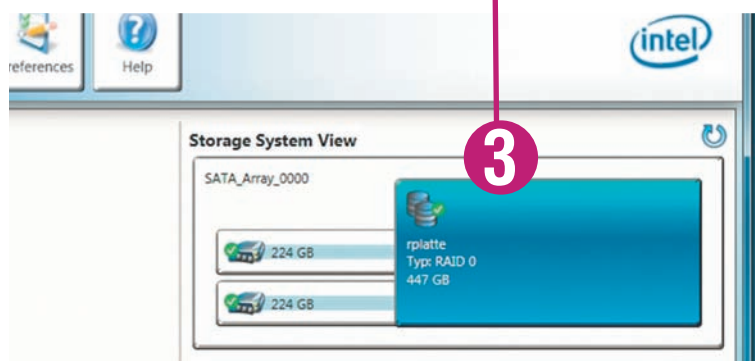 references
Help
intel
Storage System View
3
SATA_Array_0000
rplatte
Typ: RAID 0
447 GB
224 GB
224 GB